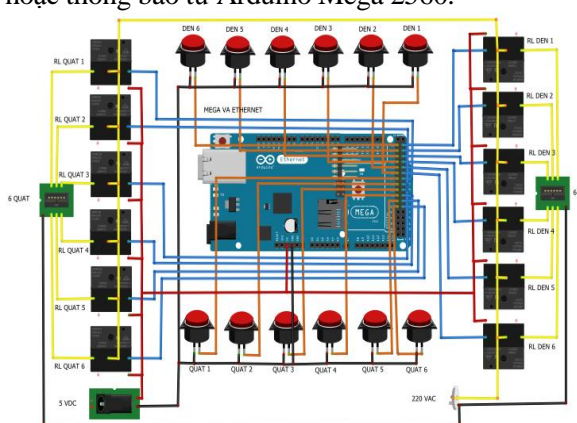 hoặc thông báo từ Arduino Mega 2560.
DEN 6
DEN 5
DEN 4
DEN 3
DEN 2
DEN 1
RL QUAT 1
RL DEN 1
RL QUAT 2
RL DEN 2
MEGA VA ETHERNET
RL QUAT 3
RL DEN 3
Ethernet
ARDUINO
6 QUAT
6
MEGA
RL QUAT 4
RL DEN 4
RL QUAT 5
RL DEN 5
RL QUAT 6
RL DEN 6
QUAT 1
QUAT 2
QUAT 3
QUAT 4
QUAT 5
QUAT 6
5 VDC
220 VAC